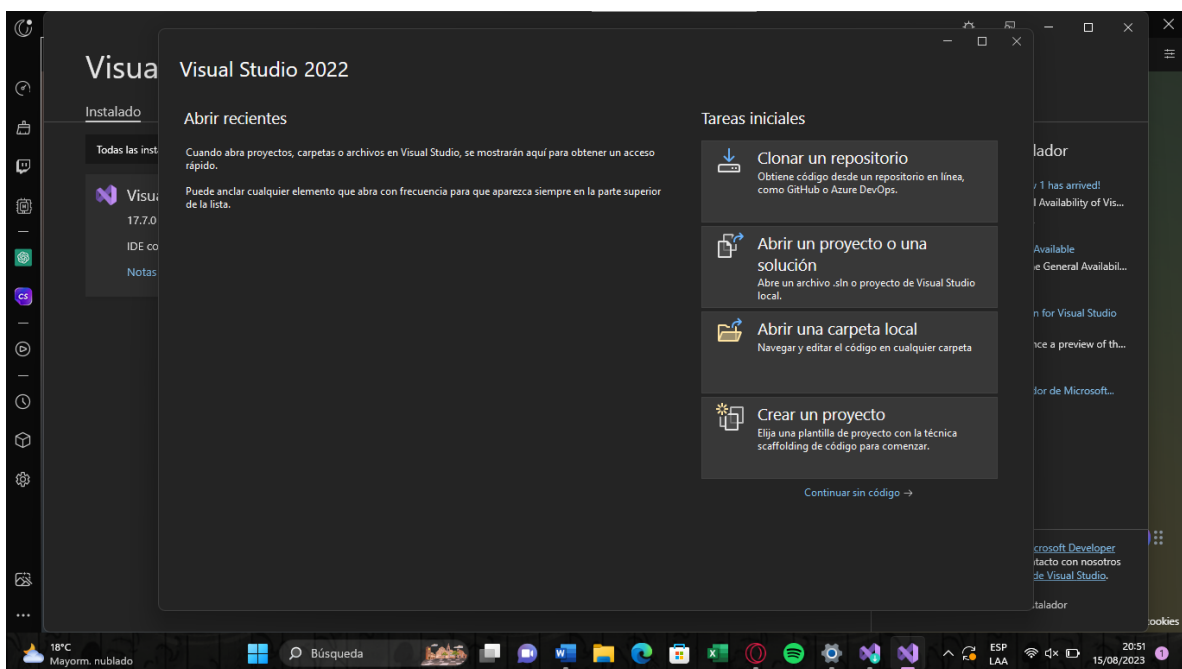 Visua
Instalado
Todas las inst
Visua
17.7.0
IDE co
Notas
Visual Studio 2022
Abrir recientes
Cuando abra proyectos, carpetas o archivos en Visual Studio, se mostrarán aquí para obtener un acceso
rápido.
Puede anclar cualquier elemento que abra con frecuencia para que aparezca siempre en la parte superior
de la lista.
Tareas iniciales
Clonar un repositorio
Obtiene código desde un repositorio en línea,
como GitHub o Azure DevOps.
Abrir un proyecto o una
solución
Abre un archivo .sln o proyecto de Visual Studio
local.
Abrir una carpeta local
Navegar y editar el código en cualquier carpeta
Crear un proyecto
Elija una plantilla de proyecto con la técnica
scaffolding de código para comenzar.
Continuar sin código →
lador
1 has arrived!
l Availability of Vis...
Available
e General Availabil...
n for Visual Studio
nce a preview of th...
dor de Microsoft...
crosoft Developer
ntacto con nosotros
de Visual Studio.
stalador
ookies
CS
18°C
Mayorm. nublado
Búsqueda
ESP
LAA
20:51
15/08/2023
1